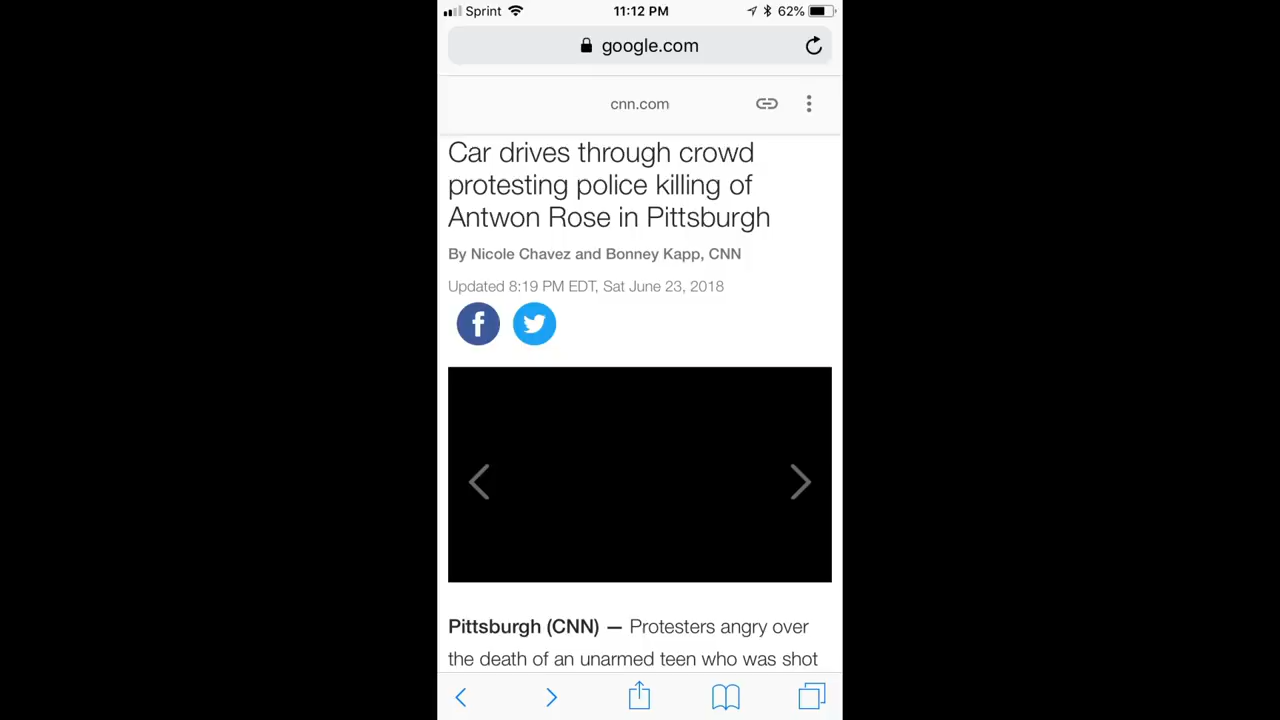 Sprint 11:12 PM 62%
google.com
cnn.com
Car drives through crowd
protesting police killing of
Antwon Rose in Pittsburgh
By Nicole Chavez and Bonney Kapp, CNN
Updated 8:19 PM EDT, Sat June 23, 2018
f
Pittsburgh (CNN) — Protesters angry over
the death of an unarmed teen who was shot